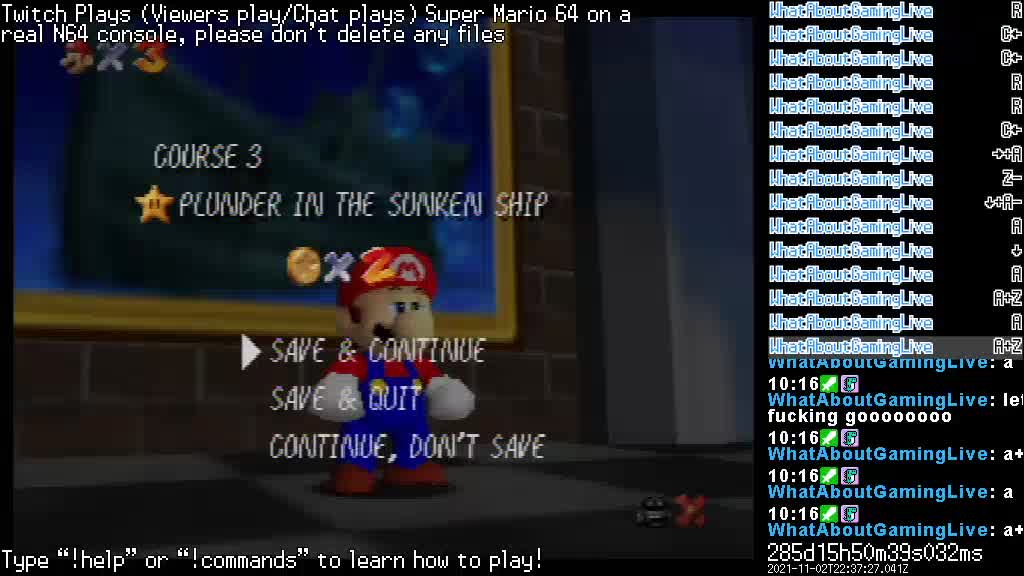 Twitch Plays (Viewers play/Chat plays) Super Mario 64 on a
real N64 console, please don't delete any files
3
COURSE 3
PLUNDER IN THE SUNKEN SHIP
2
SAVE & CONTINUE
SAVE & QUIT
CONTINUE, DON'T SAVE
Type "!help" or "!commands" to learn how to play!
WhatAboutGamingLive R
WhatAboutGamingLive C+
WhatAboutGamingLive C+
WhatAboutGamingLive R
WhatAboutGamingLive R
WhatAboutGamingLive C+
WhatAboutGamingLive →+A
WhatAboutGamingLive Z-
WhatAboutGamingLive ↓+A-
WhatAboutGamingLive A
WhatAboutGamingLive ↓
WhatAboutGamingLive A
WhatAboutGamingLive A+Z
WhatAboutGamingLive A
WhatAboutGamingLive A+Z
WhatAboutGamingLive: a
10:16
WhatAboutGamingLive: let
fucking goooooooo
10:16
WhatAboutGamingLive: a+
10:16
WhatAboutGamingLive: a
10:16
WhatAboutGamingLive: a+
285d15h50m39s032ms
2021-11-02T22:37:27.041Z